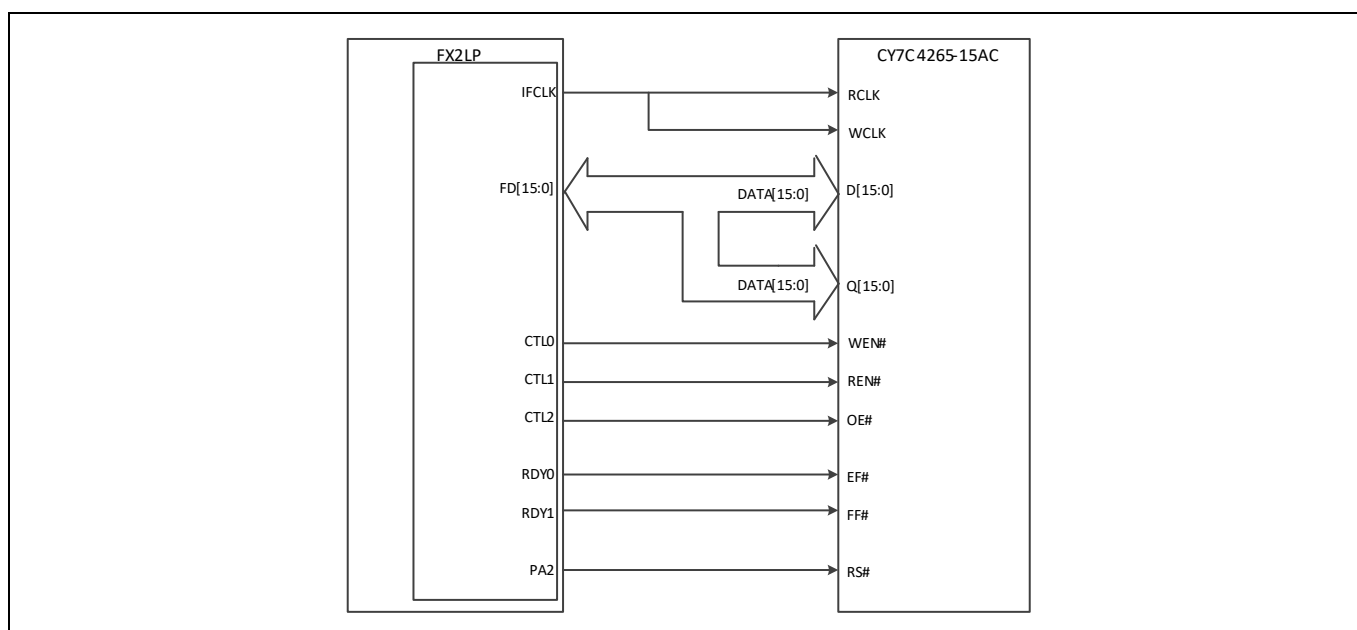 FX2LP
CY7C4265-15AC
IFCLK
RCLK
WCLK
FD[15:0]
DATA[15:0]
D[15:0]
DATA[15:0]
Q[15:0]
CTL0
WEN#
CTL1
REN#
CTL2
OE#
RDY0
EF#
RDY1
FF#
PA2
RS#